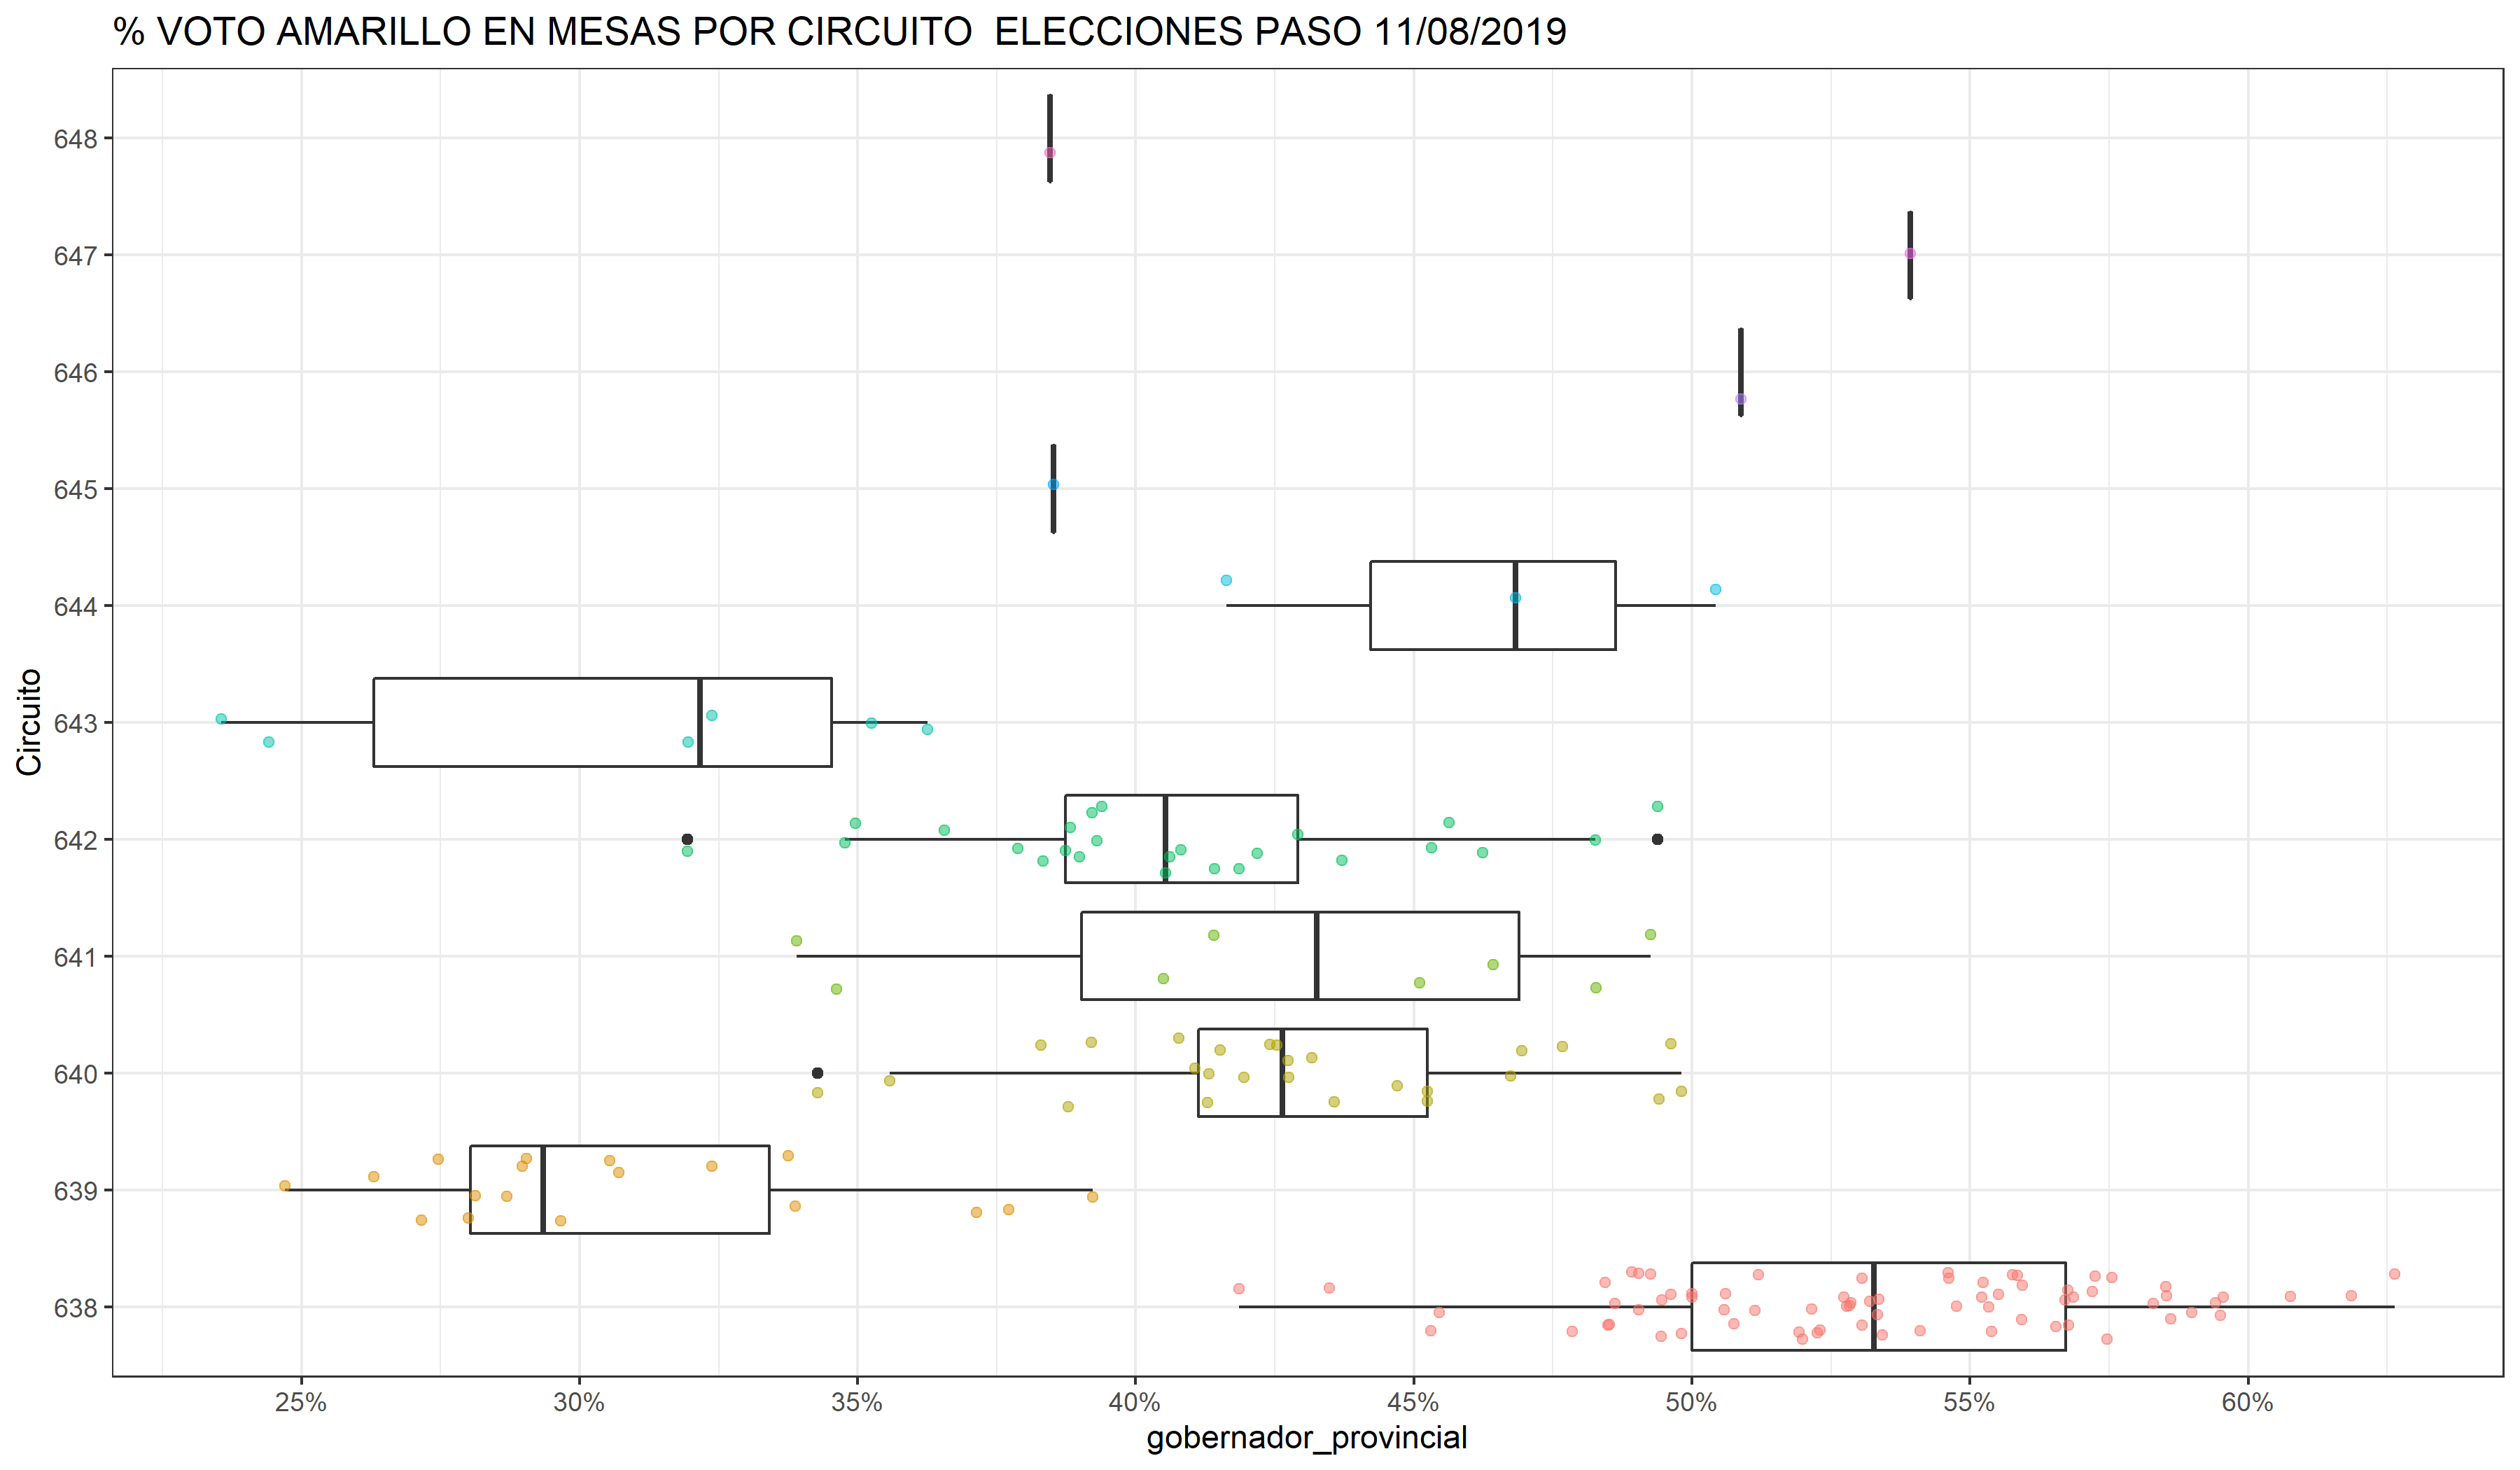 % VOTO AMARILLO EN MESAS POR CIRCUITO  ELECCIONES PASO 11/08/2019
648
647
646
645
644
643
642
641
640
639
638
Circuito
25% 30% 35% 40% 45% 50% 55% 60%
gobernador_provincial